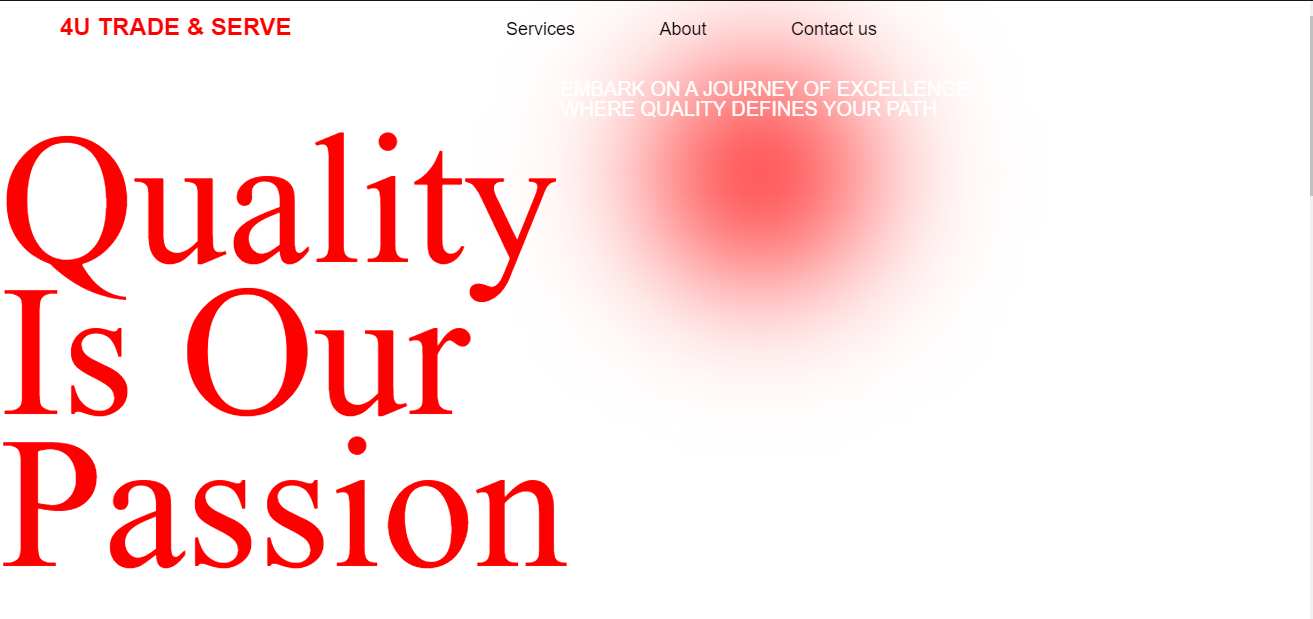 4U TRADE & SERVE
Services
About
Contact us
EMBARK ON A JOURNEY OF EXCELLENCE,
WHERE QUALITY DEFINES YOUR PATH
Quality
Is Our
Passion